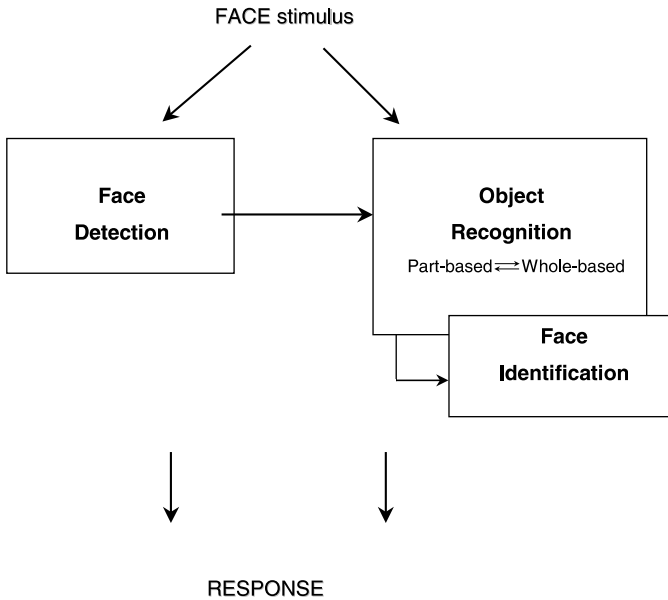 FACE stimulus
Face
Detection
Object
Recognition
Part-based ⇌ Whole-based
Face
Identification
RESPONSE